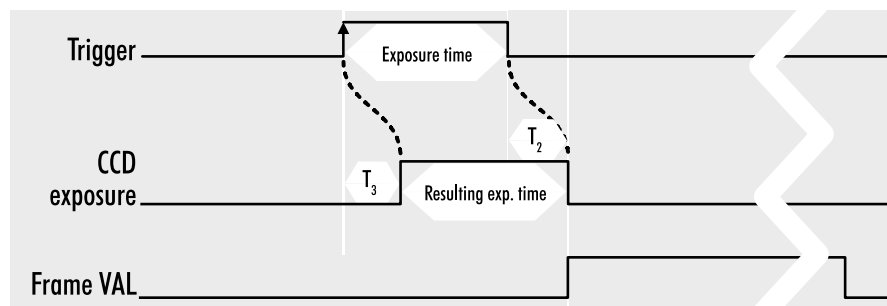 Trigger
Exposure time
T2
CCD
exposure
T3
Resulting exp. time
Frame VAL